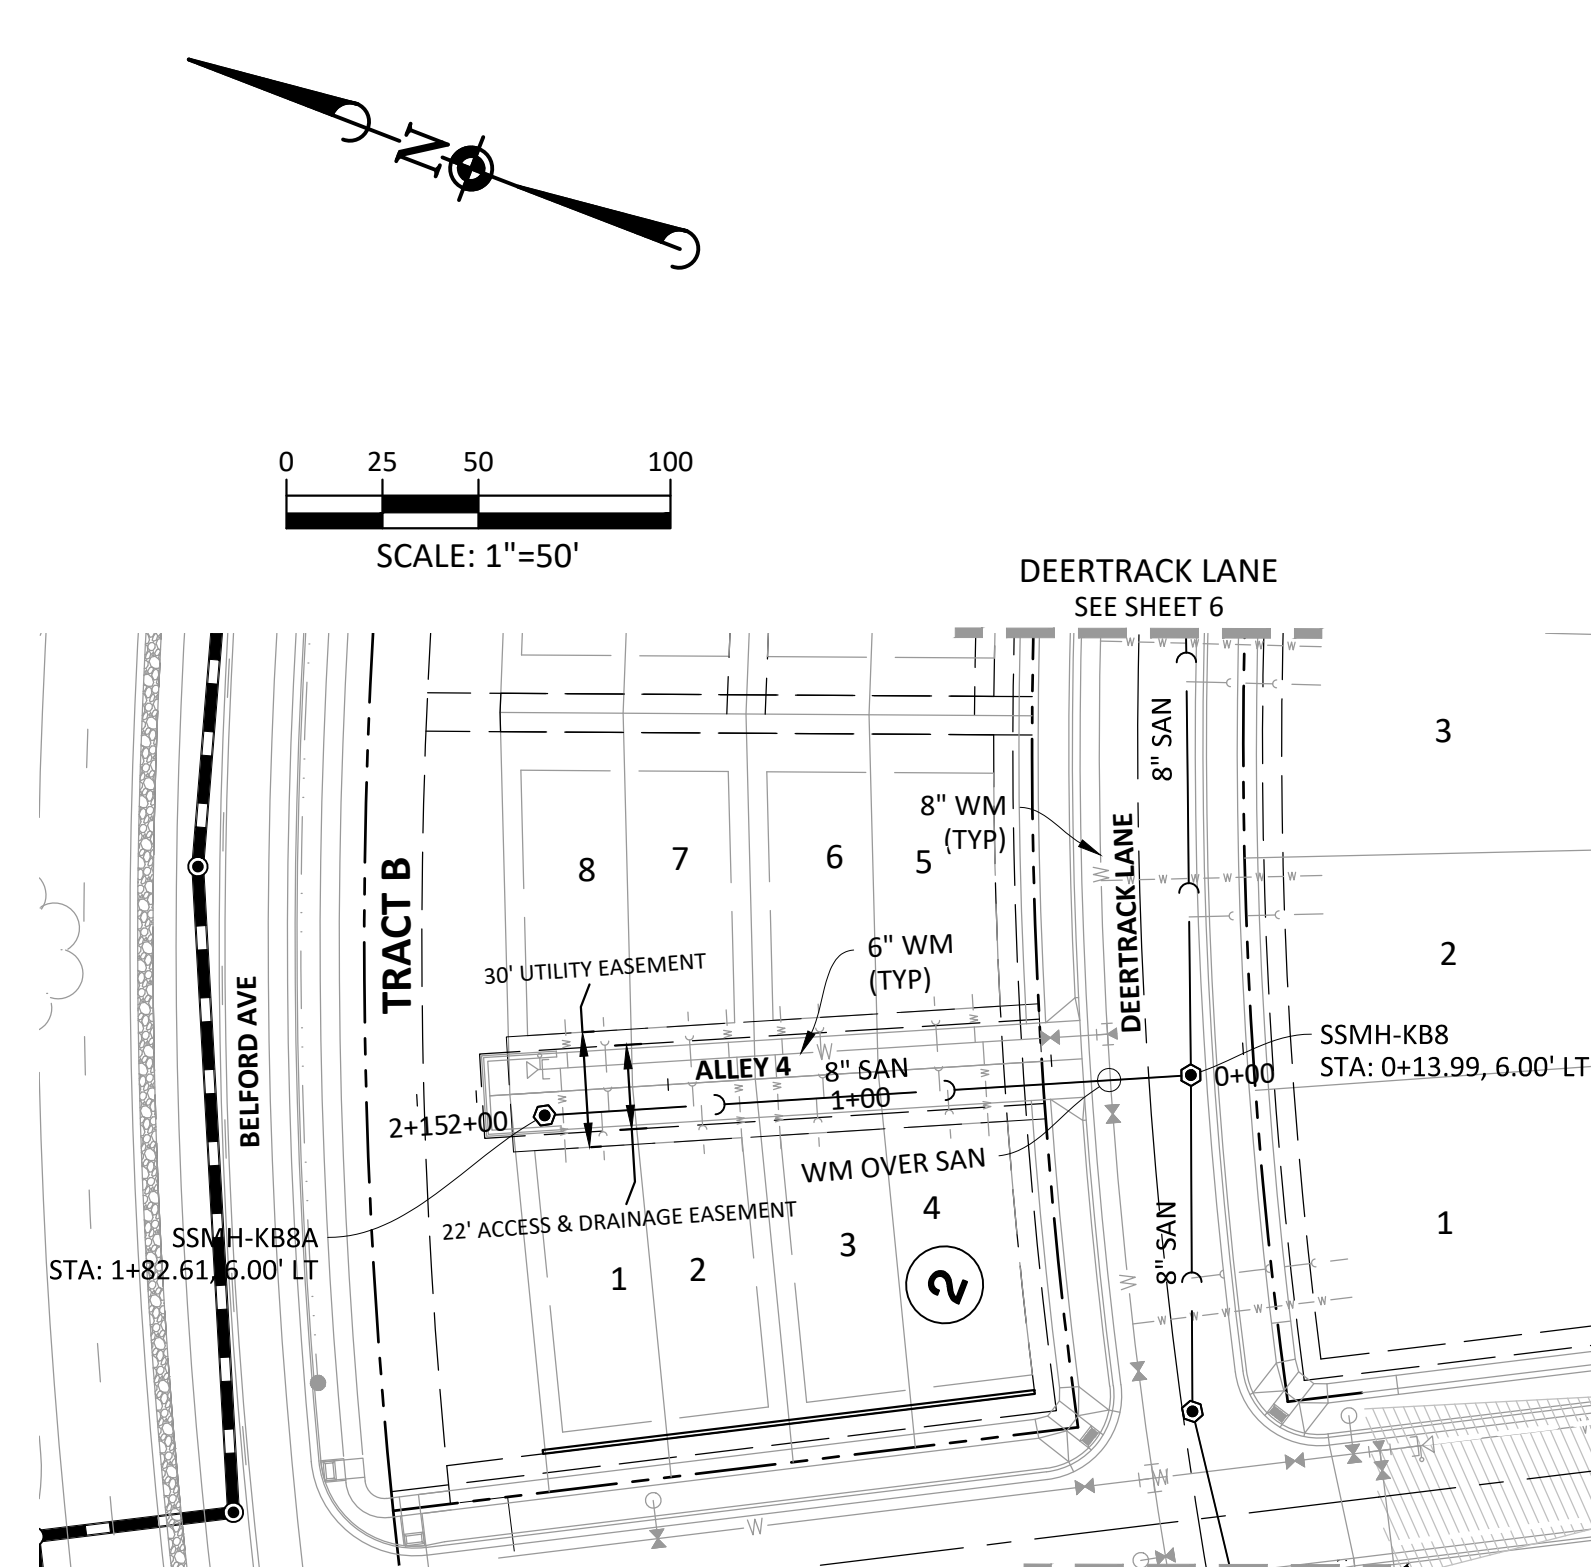 N
0 25 50 100
SCALE: 1"=50'
DEERTRACK LANE
SEE SHEET 6
8" SAN
3
8" WM
(TYP)
8
7
6
5
TRACT B
DEERTRACK LANE
2
6" WM
(TYP)
30' UTILITY EASEMENT
BELFORD AVE
SSMH-KB8
STA: 0+13.99, 6.00' LT
W
ALLEY 4
8" SAN
1+00
0+00
2+15
2+00
WM OVER SAN
22' ACCESS & DRAINAGE EASEMENT
SSMH-KB8A
STA: 1+82.61, 6.00' LT
1
2
3
4
2
8" SAN
1
W
W